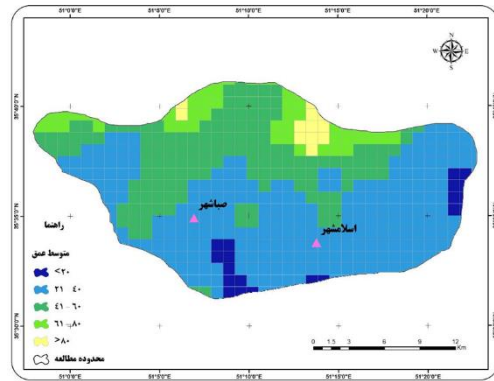 51°0'0"E 51°5'0"E 51°10'0"E 51°15'0"E 51°20'0"E
N
W E
S
صباشهر
اسلامشهر
راهنما
متوسط عمق
<۲۰
۲۱ - ۴۰
۴۱ - ۶۰
۶۱ - ۸۰
>۸۰
محدوده مطالعه
0 1.5 3 6 9 12
Km
51°0'0"E 51°5'0"E 51°10'0"E 51°15'0"E 51°20'0"E